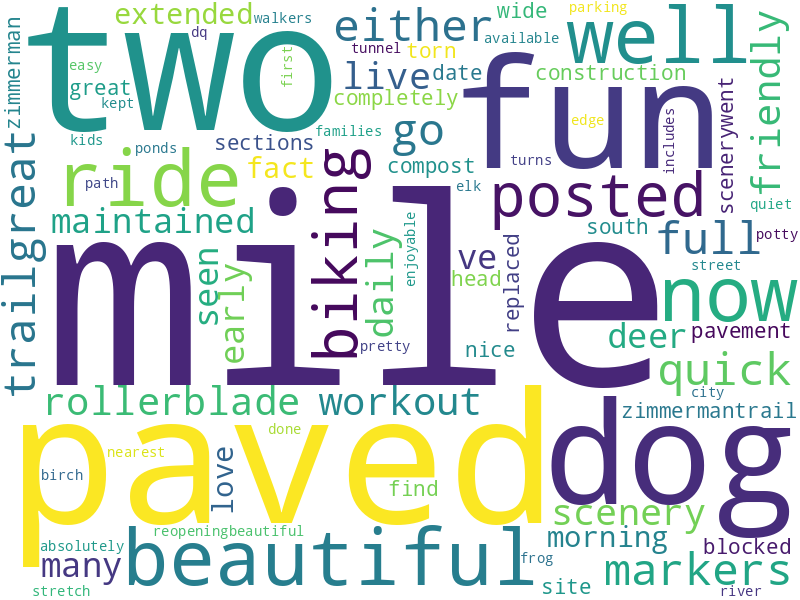 zimmerman
extended
walkers
dq
two
either
wide
parking
available
well
friendly
easy
great
kept
first
tunnel
torn
live
date
construction
completely
fun
edge
includes
kids
ponds
sections
families
go
turns
scenerywent
path
ride
fact
biking
compost
elk
posted
quiet
trailgreat
maintained
enjoyable
south
full
potty
street
seen
early
daily
ve
head
replaced
now
mile
pretty
nice
deer
pavement
quick
city
rollerblade
workout
zimmermantrail
paved
done
dog
nearest
birch
love
find
scenery
reopeningbeautiful
absolutely
beautiful
morning
blocked
many
frog
markers
stretch
site
river